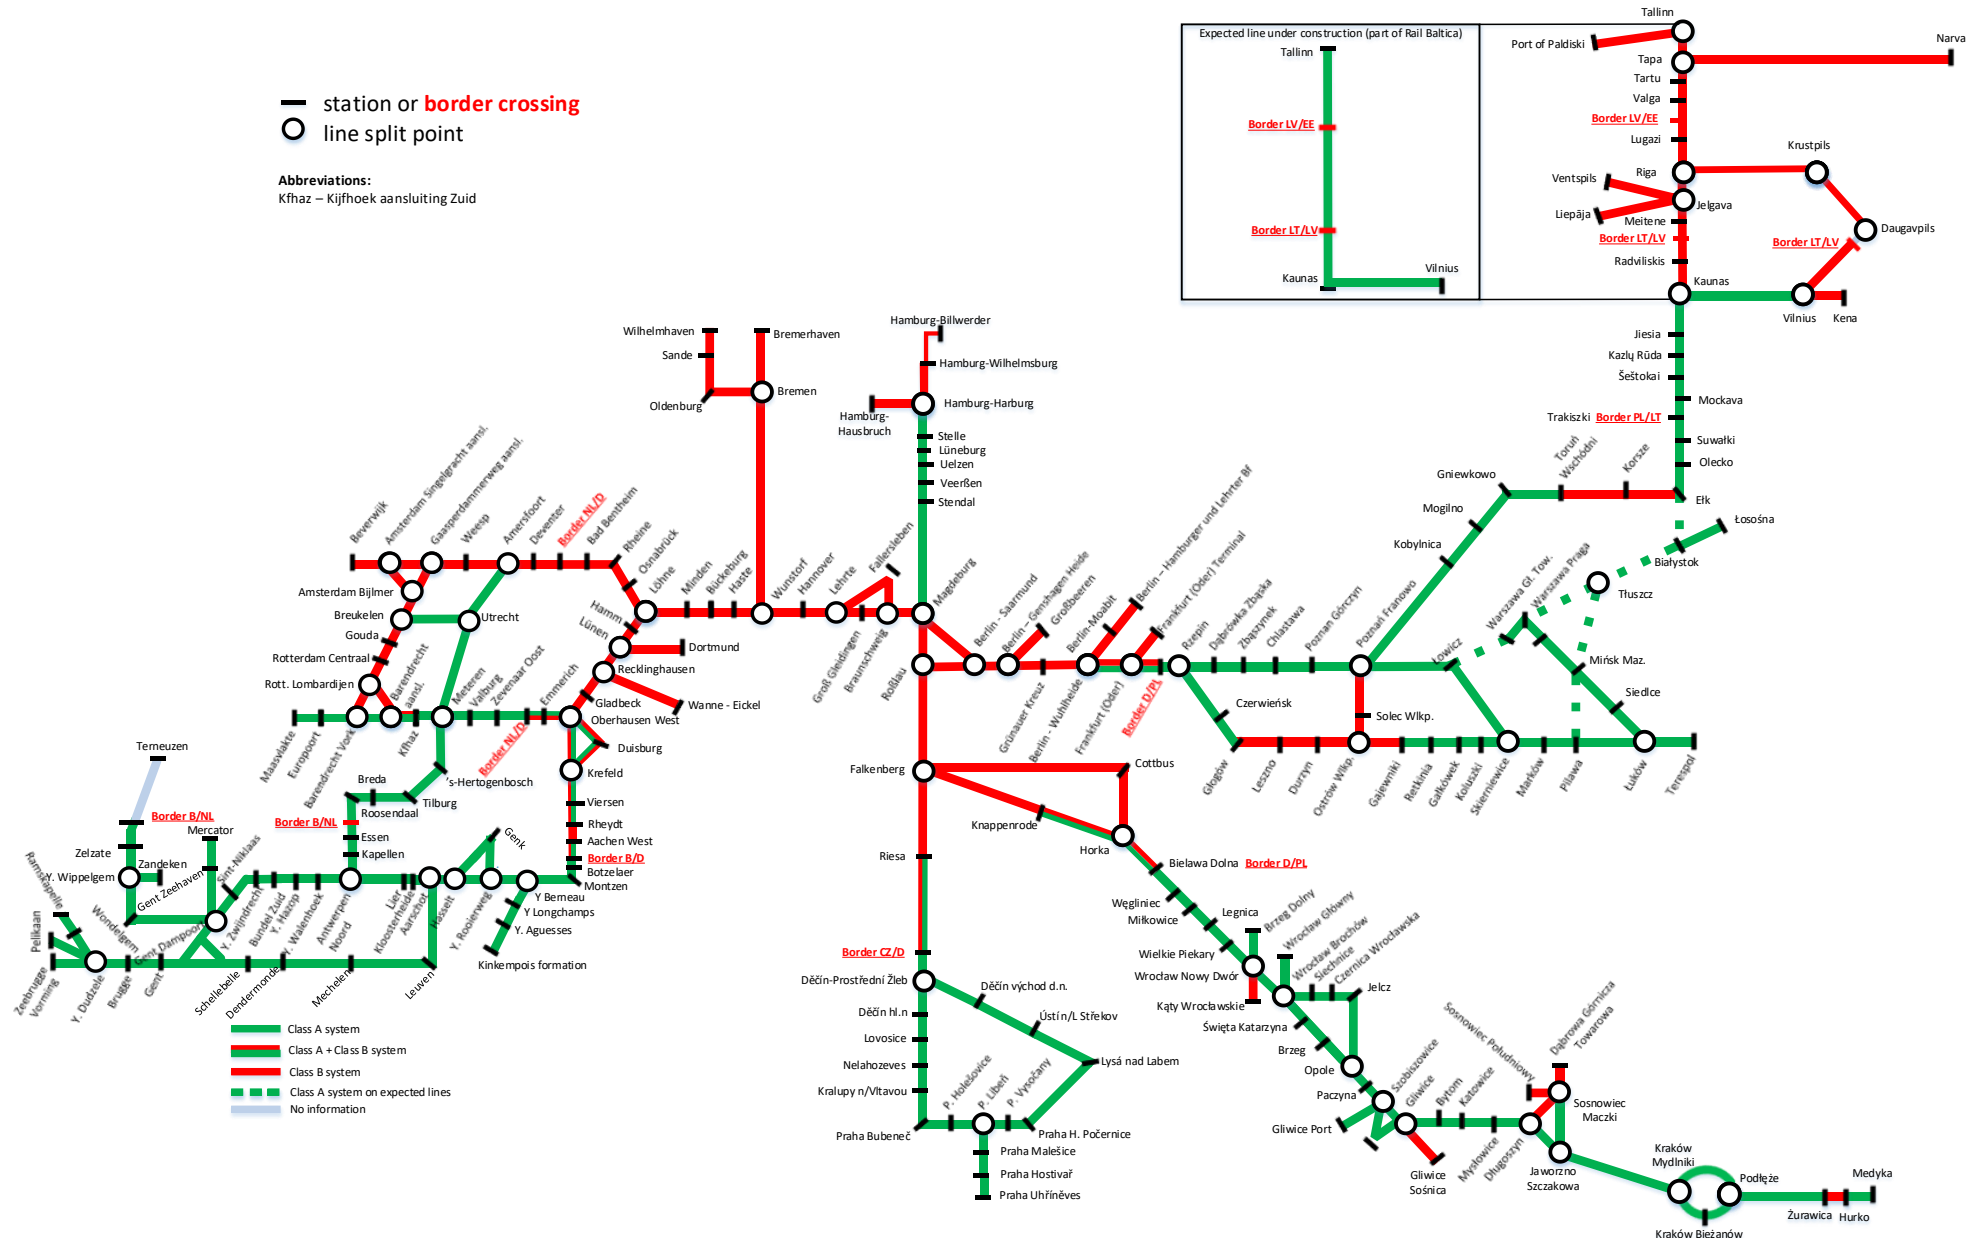 Expected line under construction (part of Rail Baltica)
Tallinn
Border LV/EE
Border LT/LV
Kaunas
Vilnius
Tallinn
Port of Paldiski
Narva
Tapa
Tartu
Valga
Border LV/EE
Lugazi
Krustpils
Riga
Ventspils
Jelgava
Liepāja
Meitene
Daugavpils
Border LT/LV
Border LT/LV
Radviliskis
Kaunas
Vilnius
Kena
Jiesia
Kazlų Rūda
Šeštokai
Mockava
Trakiszki Border PL/LT
Suwałki
Olecko
Ełk
station or border crossing
line split point
Abbreviations:
Kfhaz – Kijfhoek aansluiting Zuid
Wilhelmhaven
Sande
Oldenburg
Bremerhaven
Bremen
Hamburg-Billwerder
Hamburg-Wilhelmsburg
Hamburg-Harburg
Hamburg-
Hausbruch
Stelle
Lüneburg
Uelzen
Veerßen
Stendal
Toruń
Wschódni
Korsze
Gniewkowo
Mogilno
Kobylnica
Łosośna
Białystok
Tłuszcz
Warszawa Gł. Tow.
Warszawa Praga
Mińsk Maz.
Siedlce
Beverwijk
Amsterdam Singelgracht aansl.
Gaasperdammerweg aansl.
Weesp
Amersfoort
Deventer
Border NL/D
Bad Bentheim
Rheine
Osnabrück
Löhne
Minden
Bückeburg
Haste
Wunstorf
Hannover
Lehrte
Fallersleben
Groß Gleidingen
Braunschwieg
Magdeburg
Amsterdam Bijlmer
Breukelen
Utrecht
Gouda
Rotterdam Centraal
Rott. Lombardijen
Barendrecht
aansl.
Hamm
Lünen
Dortmund
Recklinghausen
Wanne - Eickel
Gladbeck
Oberhausen West
Duisburg
Krefeld
Meteren
Valburg
Zevenaar Oost
Emmerich
Border NL/D
Maasvlakte
Europoort
Barendrecht Vork
Kfhaz
's-Hertogenbosch
Tilburg
Breda
Roosendaal
Border B/NL
Essen
Kapellen
Viersen
Rheydt
Aachen West
Border B/D
Botzelaer
Montzen
Roßlau
Berlin - Saarmund
Berlin – Genshagen Heide
Großbeeren
Grünauer Kreuz
Berlin-Moabit
Berlin - Wuhlheide
Berlin – Hamburger und Lehrter Bf
Frankfurt (Oder) Terminal
Frankfurt (Oder)
Border D/PL
Rzepin
Dąbrówka Zbąska
Zbąszynek
Chlastawa
Poznan Górczyn
Poznań Franowo
Łowicz
Czerwieńsk
Solec Wlkp.
Głogów
Leszno
Durzyn
Ostrów Wlkp.
Gajewniki
Retkinia
Gałkówek
Koluszki
Skierniewice
Marków
Pilawa
Łuków
Terespol
Terneuzen
Border B/NL
Mercator
Zelzate
Zandeken
Y. Wippelgem
Gent Zeehaven
Sint-Niklaas
Ramskapelle
Pelikaan
Zeebrugge
Vorming
Y. Dudzele
Brugge
Gent
Wondelgem
Gent Dampoort
Y. Zwijndrecht
Bundel Zuid
Y. Hazop
Y. Walenhoek
Antwerpen
Noord
Lier
Kloosterheide
Aarschot
Hasselt
Genk
Y. Rooierweg
Y Berneau
Y Longchamps
Y. Aguesses
Kinkempois formation
Schellebelle
Dendermonde
Mechelen
Leuven
Class A system
Class A + Class B system
Class B system
Class A system on expected lines
No information
Falkenberg
Cottbus
Knappenrode
Horka
Riesa
Border CZ/D
Bielawa Dolna Border D/PL
Węgliniec
Miłkowice
Legnica
Wielkie Piekary
Brzeg Dolny
Wrocław Nowy Dwór
Kąty Wrocławskie
Wrocław Główny
Wrocław Brochów
Siechnice
Czernica Wrocławska
Jelcz
Święta Katarzyna
Brzeg
Opole
Paczyna
Szobiszowice
Gliwice
Gliwice Port
Gliwice
Sośnica
Bytom
Katowice
Mysłowice
Długoszyn
Sosnowiec Południowy
Dąbrowa Górnicza
Towarowa
Sosnowiec
Maczki
Jaworzno
Szczakowa
Kraków
Mydlniki
Kraków Bieżanów
Podłęże
Żurawica
Hurko
Medyka
Děčín-Prostřední Žleb
Děčín východ d.n.
Děčín hl.n
Ústí n/L Střekov
Lovosice
Nelahozeves
Kralupy n/Vltavou
Lysá nad Labem
P. Holešovice
P. Libeň
P. Vysočany
Praha Bubeneč
Praha H. Počernice
Praha Malešice
Praha Hostivař
Praha Uhříněves